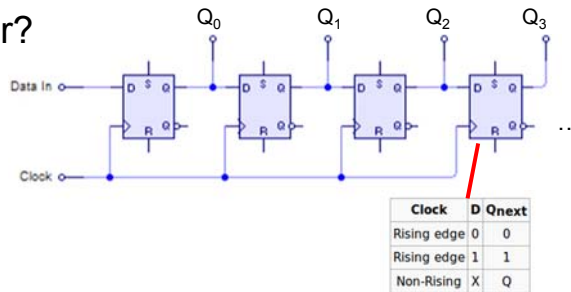 r?
Q0 Q1 Q2 Q3
Data In D S Q D S Q D S Q D S Q
R Q R Q R Q R Q ...
Clock
Clock D Qnext
Rising edge 0 0
Rising edge 1 1
Non-Rising X Q